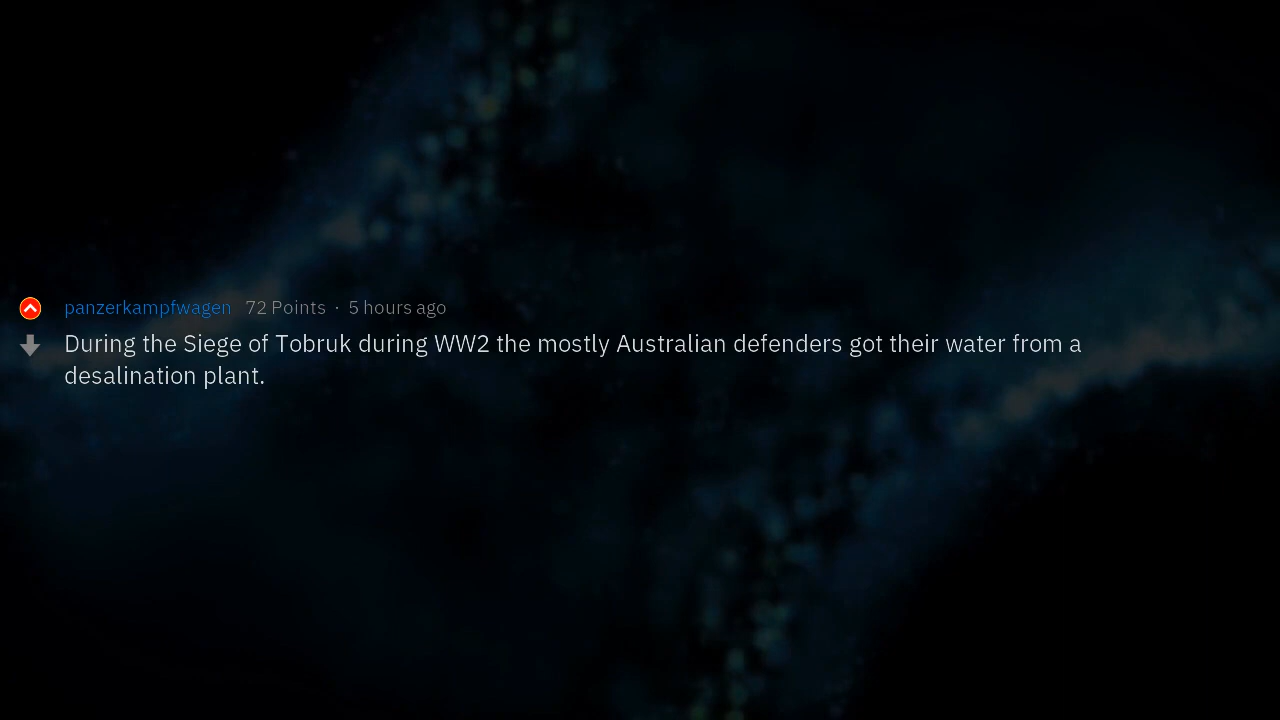 panzerkampfwagen 72 Points · 5 hours ago
During the Siege of Tobruk during WW2 the mostly Australian defenders got their water from a
desalination plant.